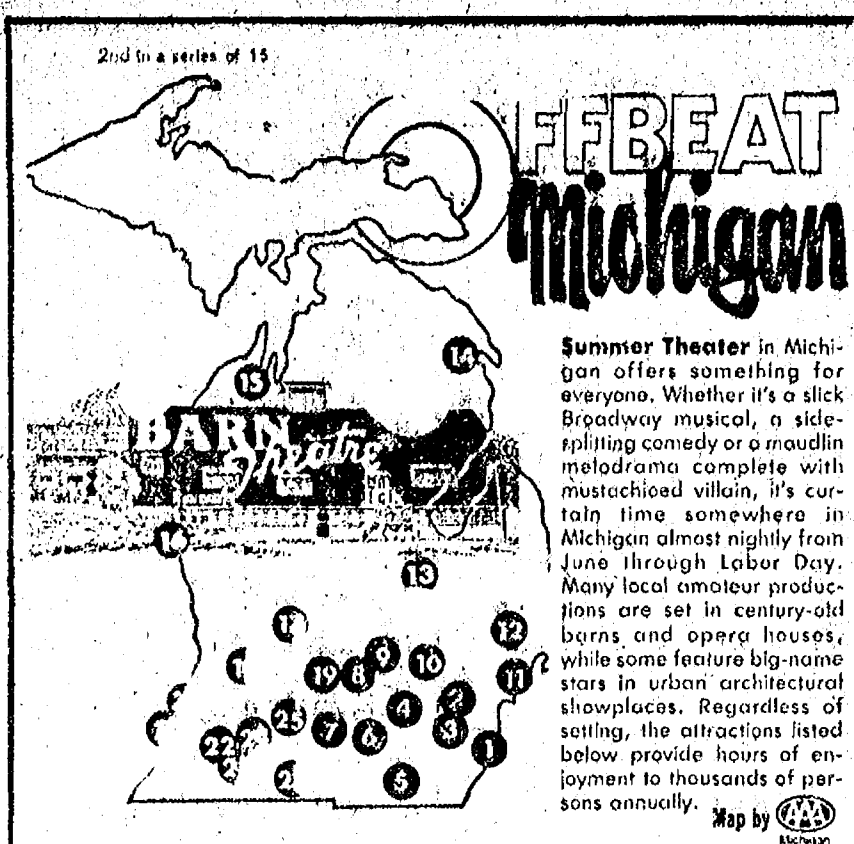 2nd in a series of 15
OFFBEAT
Michigan
Summer Theater in Michi-
gan offers something for
everyone. Whether it's a slick
Broadway musical, a side-
splitting comedy or a maudlin
melodrama complete with
mustachioed villain, it's cur-
tain time somewhere in
Michigan almost nightly from
June through Labor Day.
Many local amateur produc-
tions are set in century-old
barns and opera houses,
while some feature big-name
stars in urban architectural
showplaces. Regardless of
setting, the attractions listed
below provide hours of en-
joyment to thousands of per-
sons annually.
Map by AAA
Michigan
BARN
Theatre
14
15
16
13
12
9
19
8
10
11
2
4
25
7
6
3
1
22
5